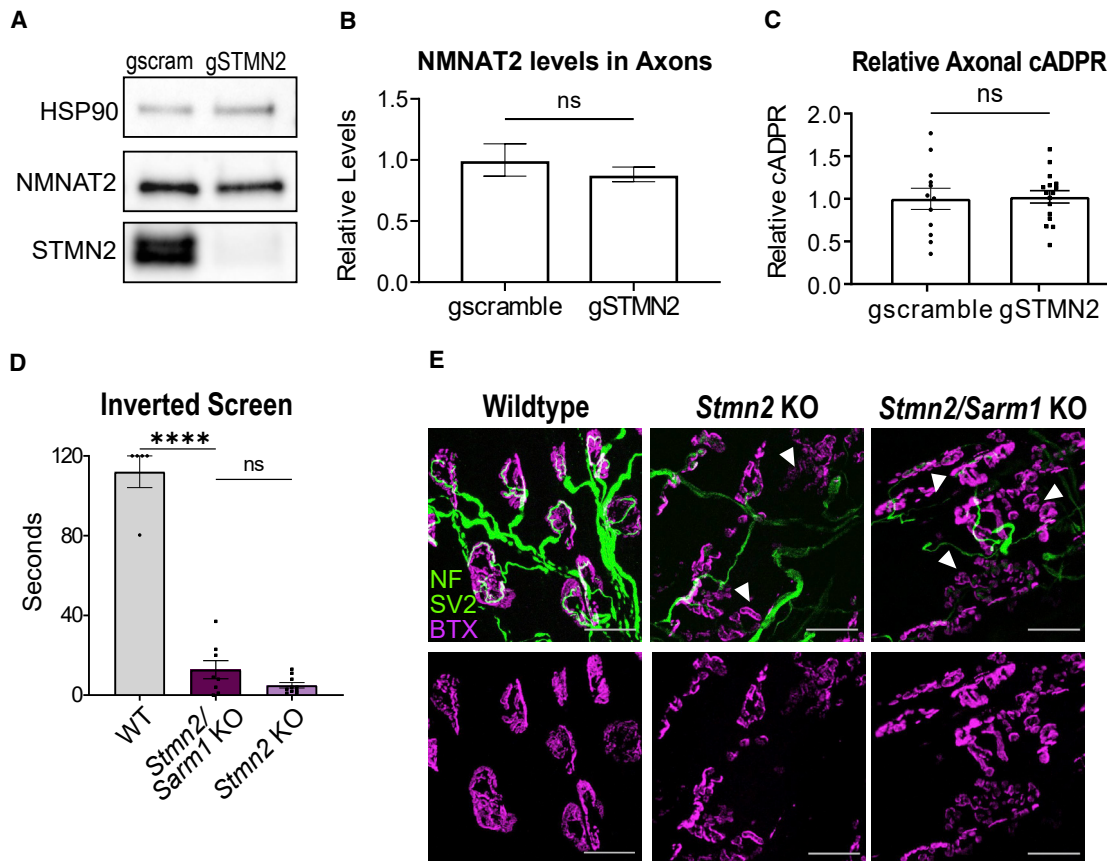 A
gscram gSTMN2
HSP90
NMNAT2
STMN2
B
NMNAT2 levels in Axons
Relative Levels
1.5
1.0
0.5
0.0
ns
gscramble
gSTMN2
C
Relative Axonal cADPR
Relative cADPR
2.0
1.5
1.0
0.5
0.0
ns
gscramble
gSTMN2
D
Inverted Screen
Seconds
120
80
40
0
****
ns
WT
Stmn2/
Sarm1 KO
Stmn2 KO
E
Wildtype
Stmn2 KO
Stmn2/Sarm1 KO
NF
SV2
BTX